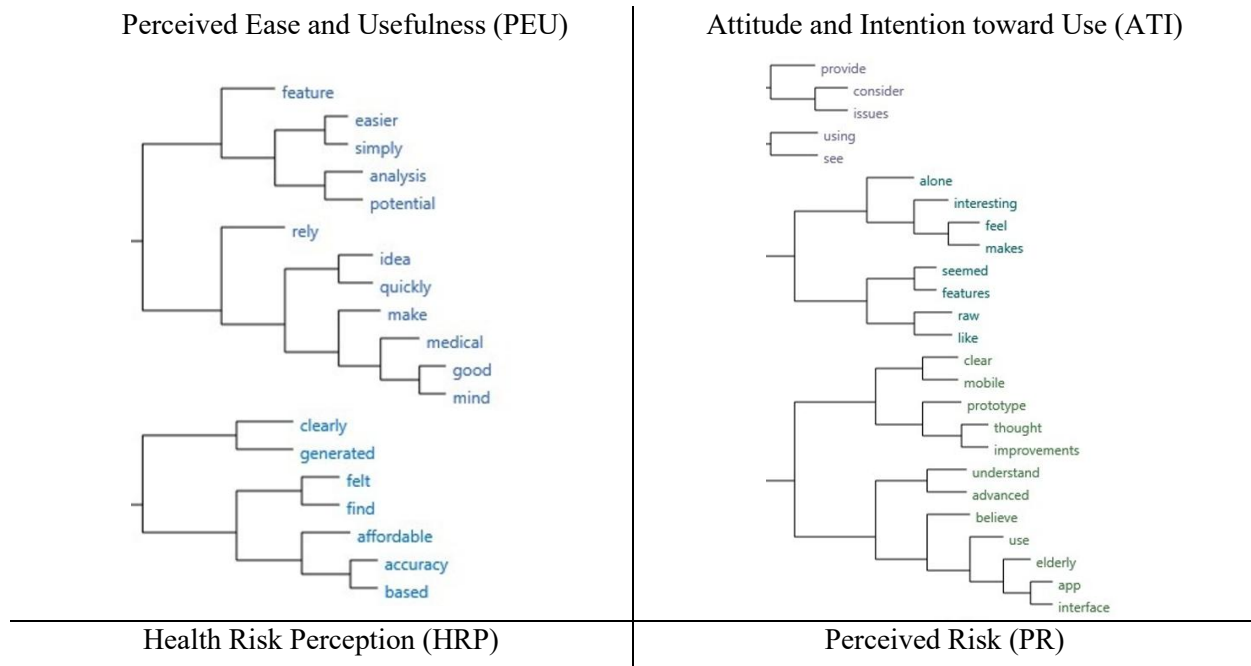 Perceived Ease and Usefulness (PEU)
feature
easier
simply
analysis
potential
rely
idea
quickly
make
medical
good
mind
clearly
generated
felt
find
affordable
accuracy
based
Attitude and Intention toward Use (ATI)
provide
consider
issues
using
see
alone
interesting
feel
makes
seemed
features
raw
like
clear
mobile
prototype
thought
improvements
understand
advanced
believe
use
elderly
app
interface
Health Risk Perception (HRP)
Perceived Risk (PR)